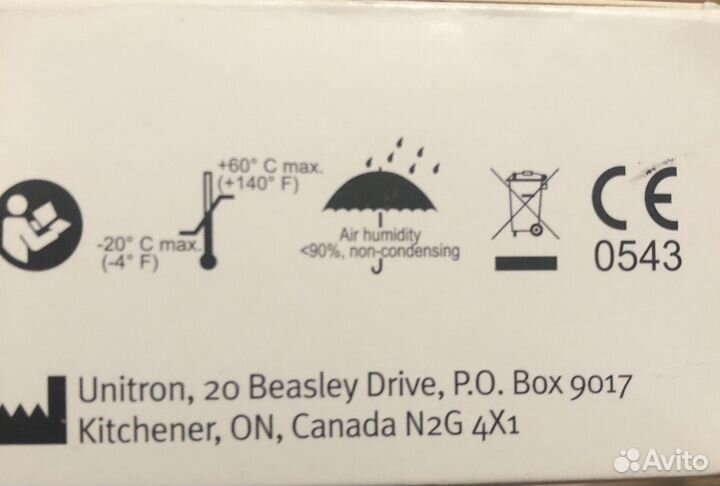 +60° C max.
(+140° F)
-20° C max.
(-4° F)
Air humidity
<90%, non-condensing
CE
0543
Unitron, 20 Beasley Drive, P.O. Box 9017
Kitchener, ON, Canada N2G 4X1
Avito